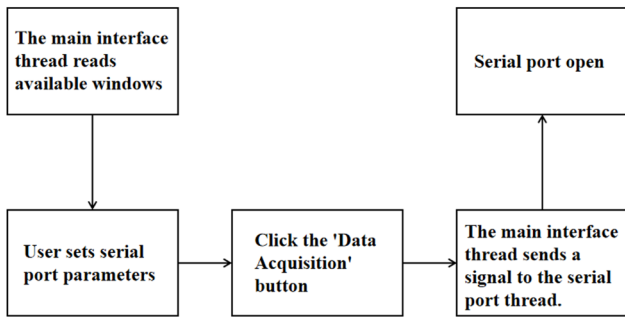 The main interface
thread reads
available windows
Serial port open
User sets serial
port parameters
Click the 'Data
Acquisition'
button
The main interface
thread sends a
signal to the serial
port thread.